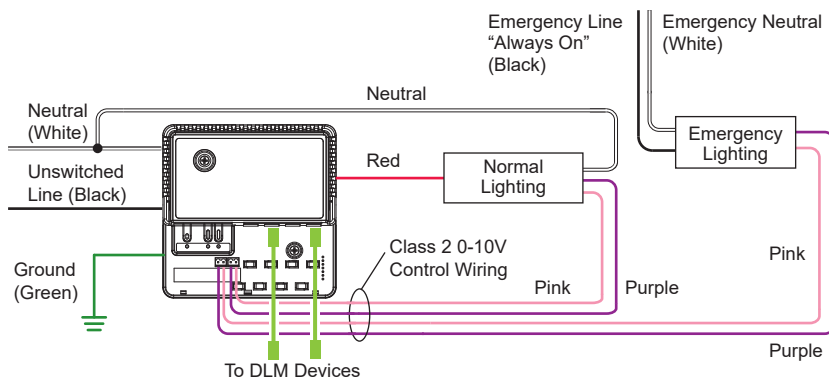 Emergency Line
“Always On”
(Black)
Emergency Neutral
(White)
Neutral
(White)
Neutral
Emergency
Lighting
Red
Normal
Lighting
Unswitched
Line (Black)
Class 2 0-10V
Control Wiring
Pink
Ground
(Green)
Pink
Purple
Purple
To DLM Devices